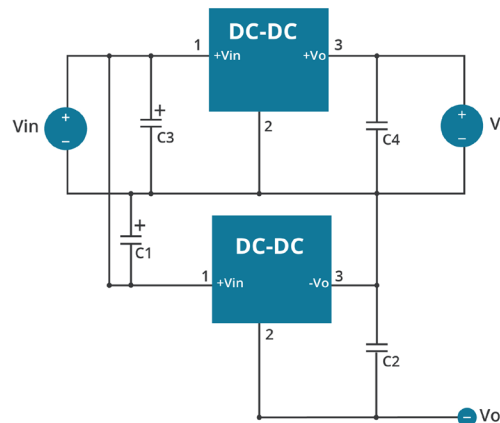 DC-DC
1
+Vin
+Vo
3
Vin
+
−
+
C3
2
C4
+
−
V
+
C1
DC-DC
1
+Vin
-Vo
3
2
C2
−
Vo